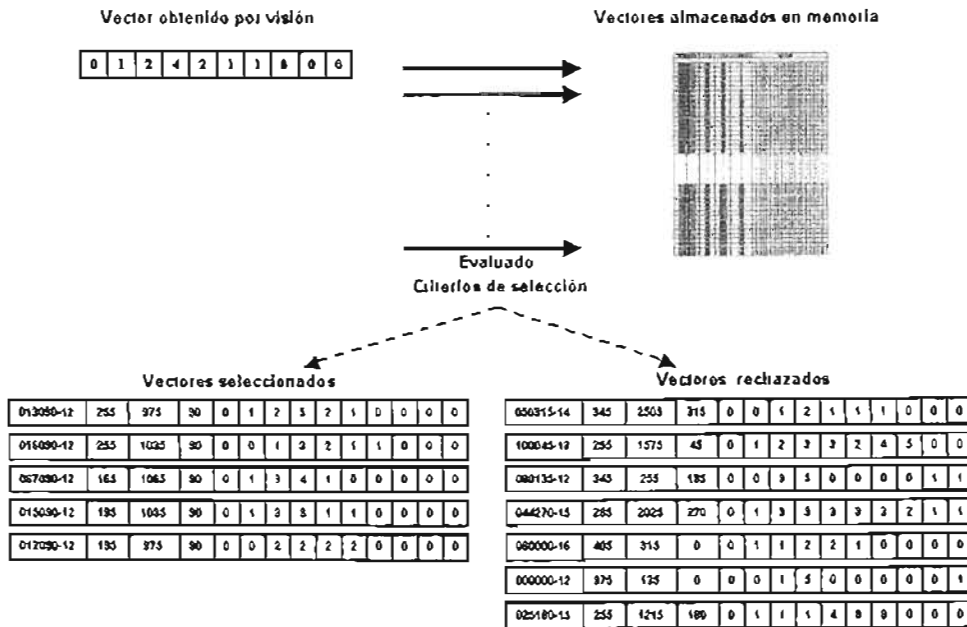 Vector obtenido por visión
Vectores almacenados en memoria
0 1 2 4 2 1 1 8 0 6
Evaluado
Criterios de selección
Vectores seleccionados
013090-12 255 975 90 0 1 2 3 2 1 0 0 0 0
016090-12 255 1035 90 0 0 1 3 2 1 1 0 0 0
067090-12 165 1065 90 0 1 3 4 1 0 0 0 0 0
015090-12 195 1035 90 0 1 3 3 1 1 0 0 0 0
012090-12 195 975 90 0 0 2 2 2 2 0 0 0 0
Vectores rechazados
050315-14 345 2505 315 0 0 1 2 1 1 1 0 0 0
100045-13 255 1575 45 0 1 2 3 3 2 4 5 0 0
080135-12 345 255 135 0 0 3 5 0 0 0 0 1 1
044270-15 285 2025 270 0 1 3 3 3 3 3 2 1 1
060000-16 405 315 0 0 1 1 2 2 1 0 0 0 0
000000-12 375 135 0 0 0 1 5 0 0 0 0 0 1
025180-15 255 1215 180 0 1 1 1 4 8 8 0 0 0